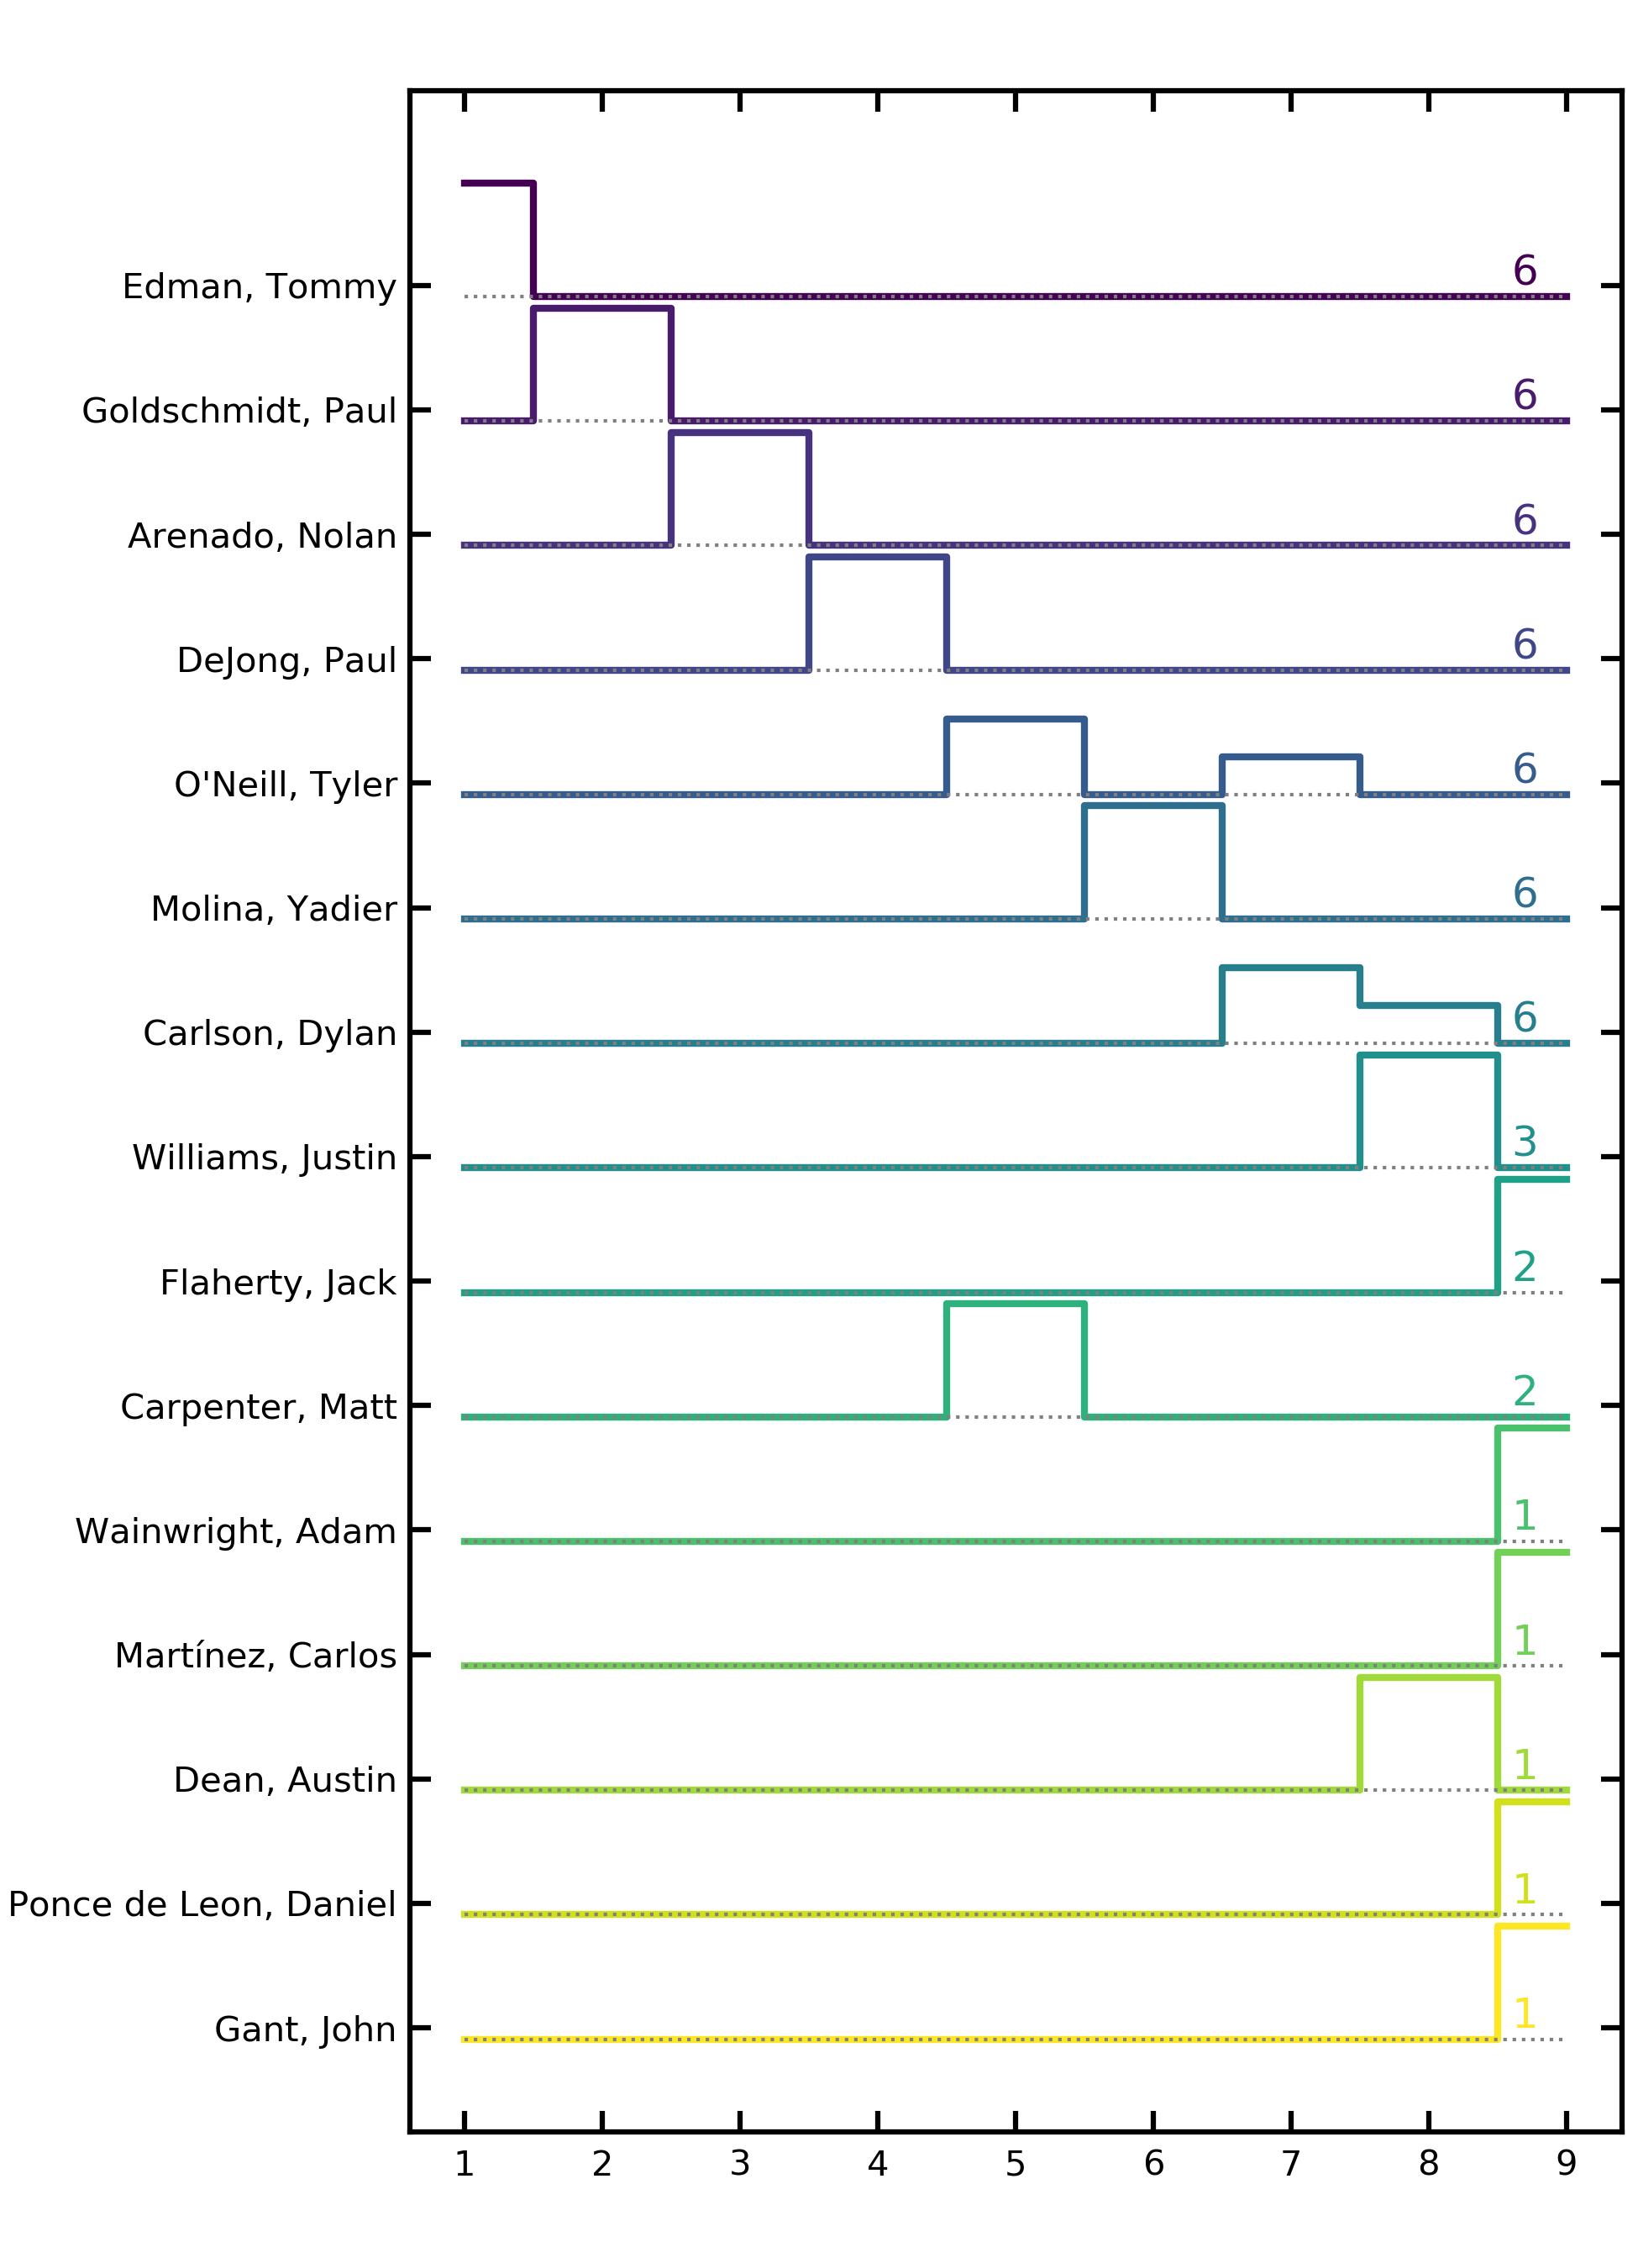 Edman, Tommy 6
Goldschmidt, Paul 6
Arenado, Nolan 6
DeJong, Paul 6
O'Neill, Tyler 6
Molina, Yadier 6
Carlson, Dylan 6
Williams, Justin 3
Flaherty, Jack 2
Carpenter, Matt 2
Wainwright, Adam 1
Martínez, Carlos 1
Dean, Austin 1
Ponce de Leon, Daniel 1
Gant, John 1
1 2 3 4 5 6 7 8 9